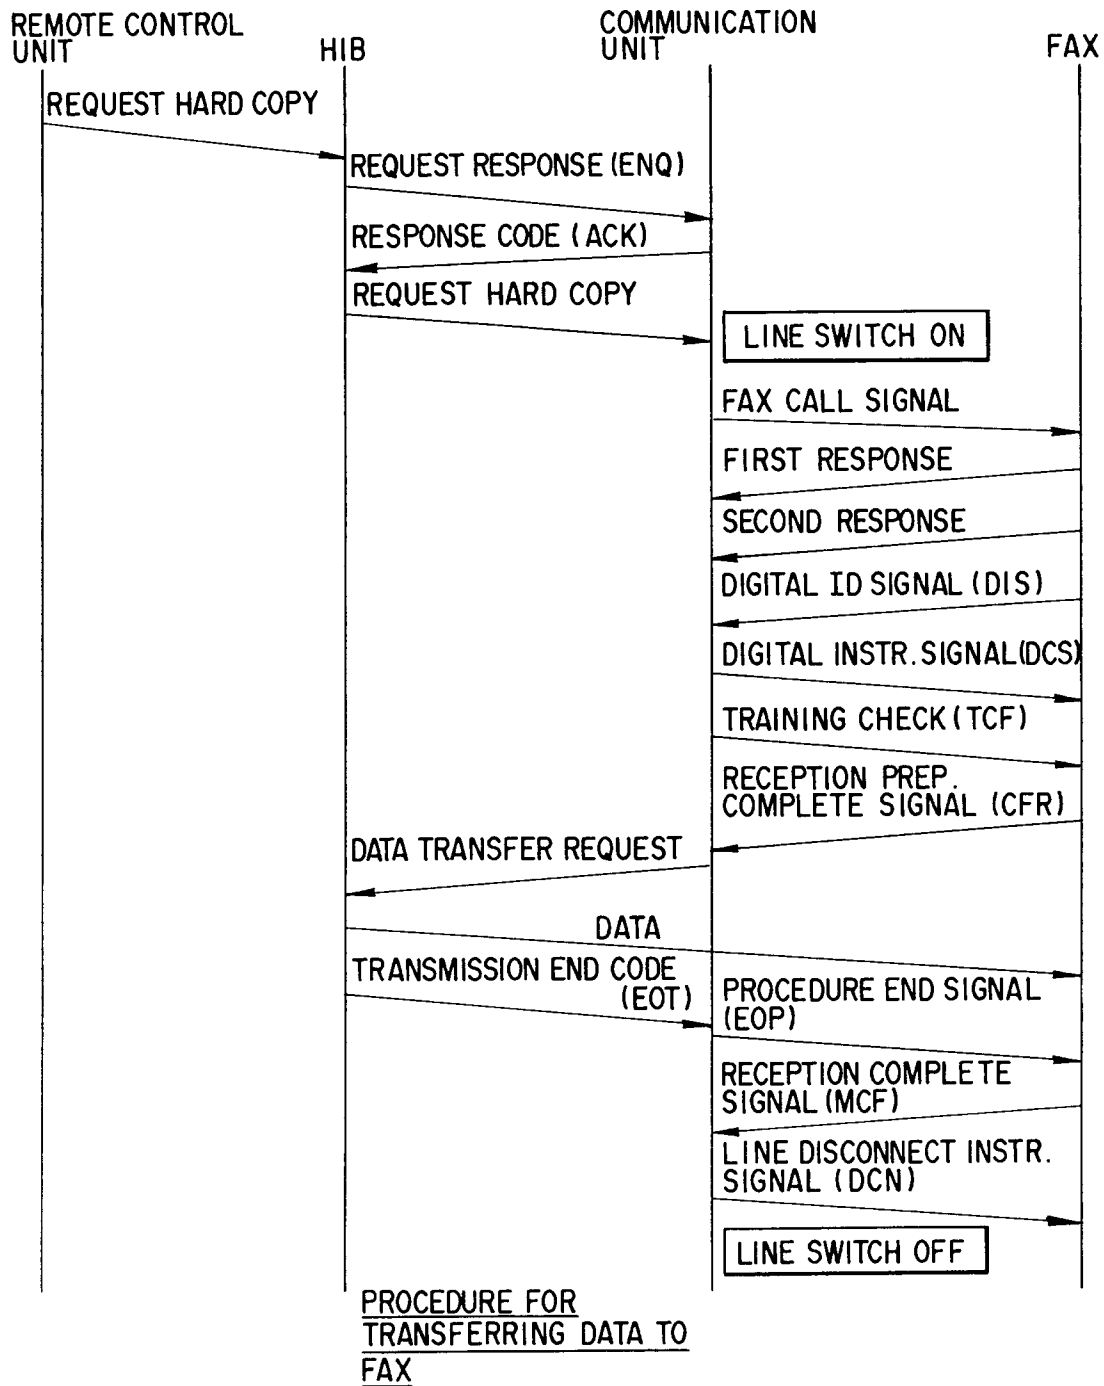 REMOTE CONTROL
UNIT
HIB
COMMUNICATION
UNIT
FAX
REQUEST HARD COPY
REQUEST RESPONSE (ENQ)
RESPONSE CODE (ACK)
REQUEST HARD COPY
LINE SWITCH ON
FAX CALL SIGNAL
FIRST RESPONSE
SECOND RESPONSE
DIGITAL ID SIGNAL (DIS)
DIGITAL INSTR. SIGNAL (DCS)
TRAINING CHECK (TCF)
RECEPTION PREP.
COMPLETE SIGNAL (CFR)
DATA TRANSFER REQUEST
DATA
TRANSMISSION END CODE
(EOT)
PROCEDURE END SIGNAL
(EOP)
RECEPTION COMPLETE
SIGNAL (MCF)
LINE DISCONNECT INSTR.
SIGNAL (DCN)
LINE SWITCH OFF
PROCEDURE FOR
TRANSFERRING DATA TO
FAX